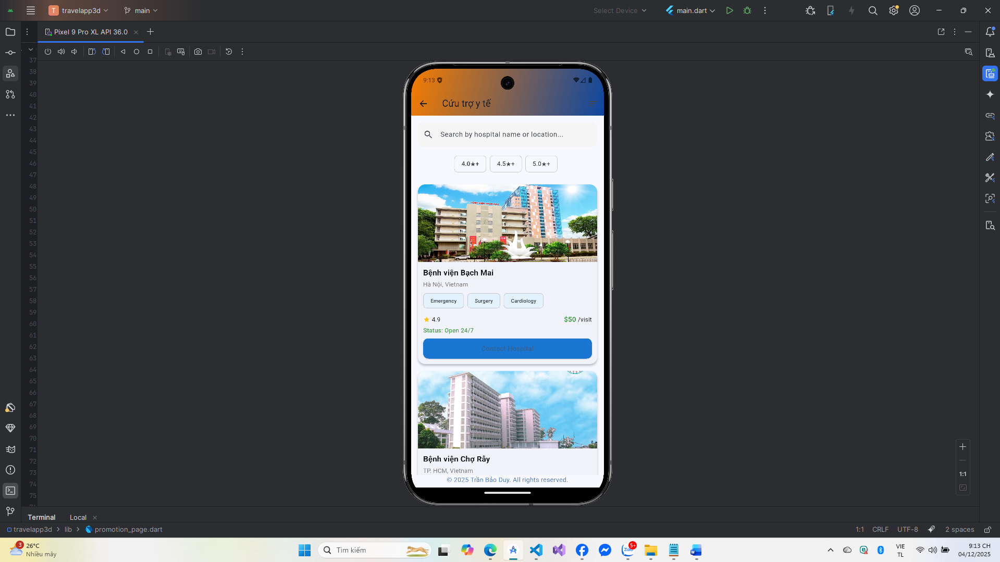 T travelapp3d main Select Device main.dart
Pixel 9 Pro XL API 36.0
37
38
39
40
41
42
43
44
45
46
47
48
49
50
51
52
53
54
55
56
57
58
59
60
61
62
63
64
65
66
67
68
69
70
71
72
73
74
75
9:13
Cứu trợ y tế
Search by hospital name or location...
4.0★+ 4.5★+ 5.0★+
BỆNH VIỆN BẠCH MAI
Bệnh viện Bạch Mai
Hà Nội, Vietnam
Emergency Surgery Cardiology
★ 4.9 $50 /visit
Status: Open 24/7
Contact Hospital
Bệnh viện Chợ Rẫy
TP. HCM, Vietnam
© 2025 Trần Bảo Duy. All rights reserved.
1:1
Terminal Local
travelapp3d > lib > promotion_page.dart 1:1 CRLF UTF-8 2 spaces
3 26°C
Nhiều mây
Tìm kiếm
Zalo 5+
VIE
TL
9:13 CH
04/12/2025